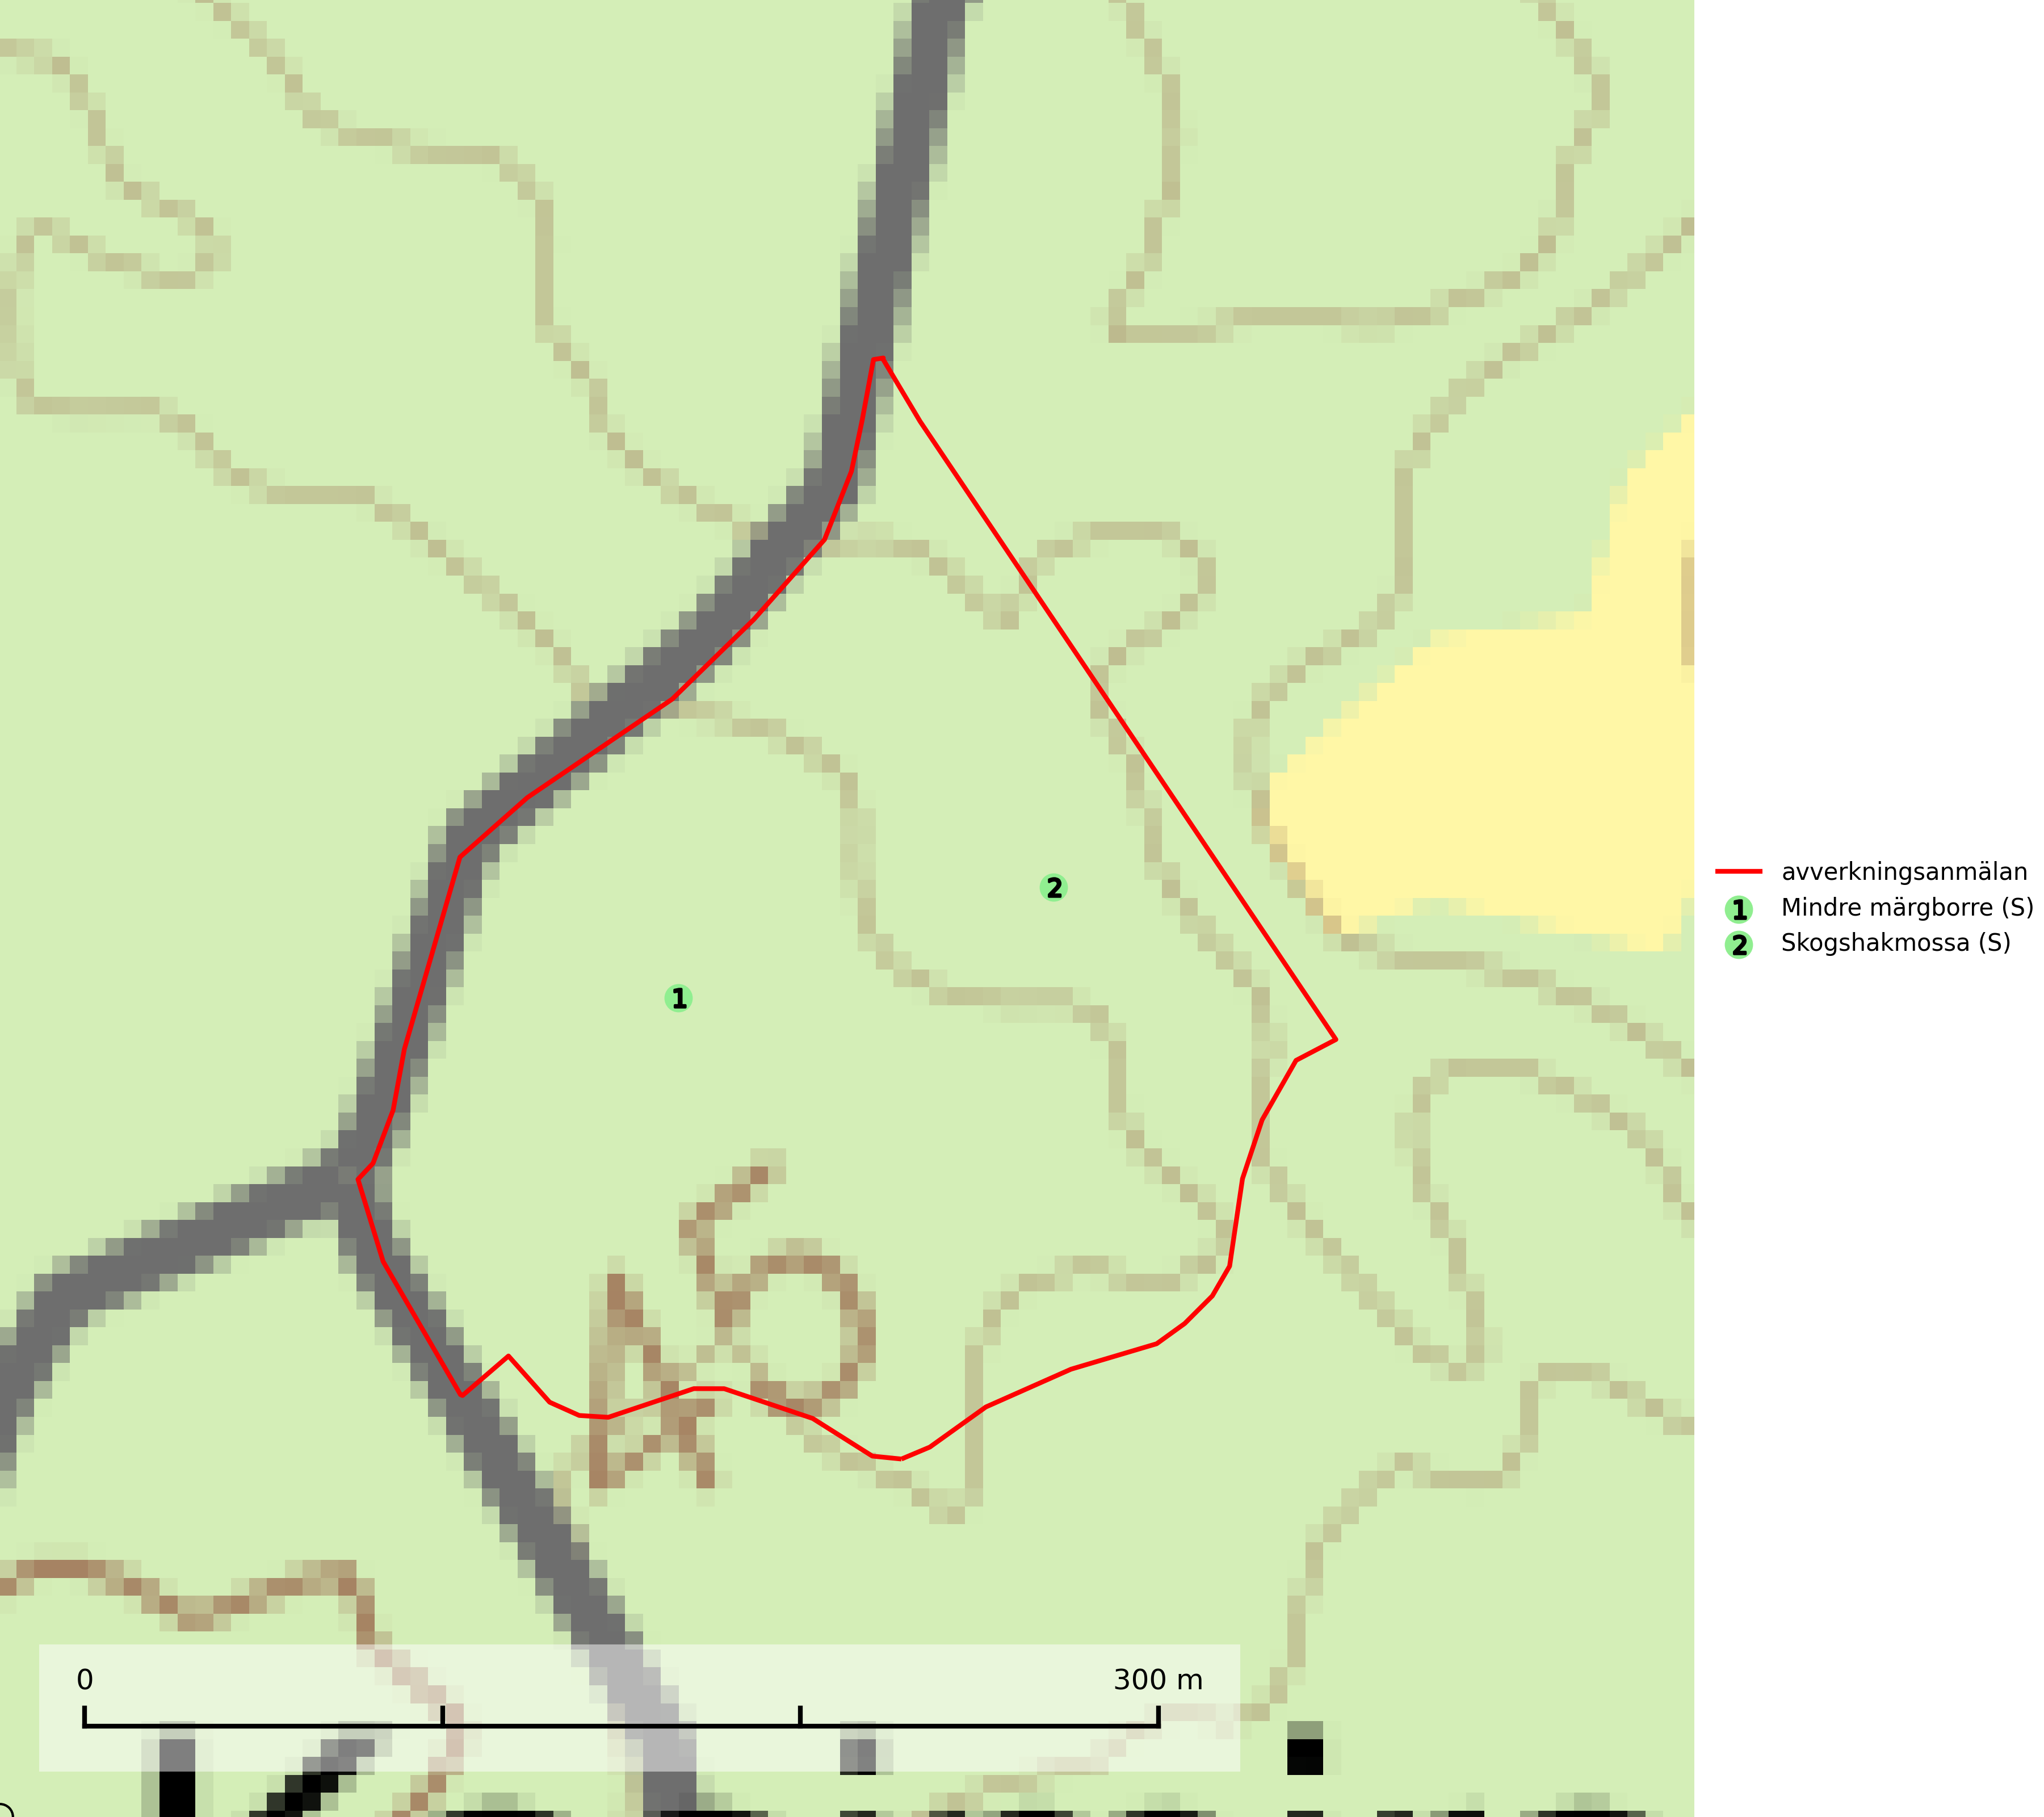 2
1
avverkningsanmälan
1 Mindre märgborre (S)
2 Skogshakmossa (S)
0 300 m